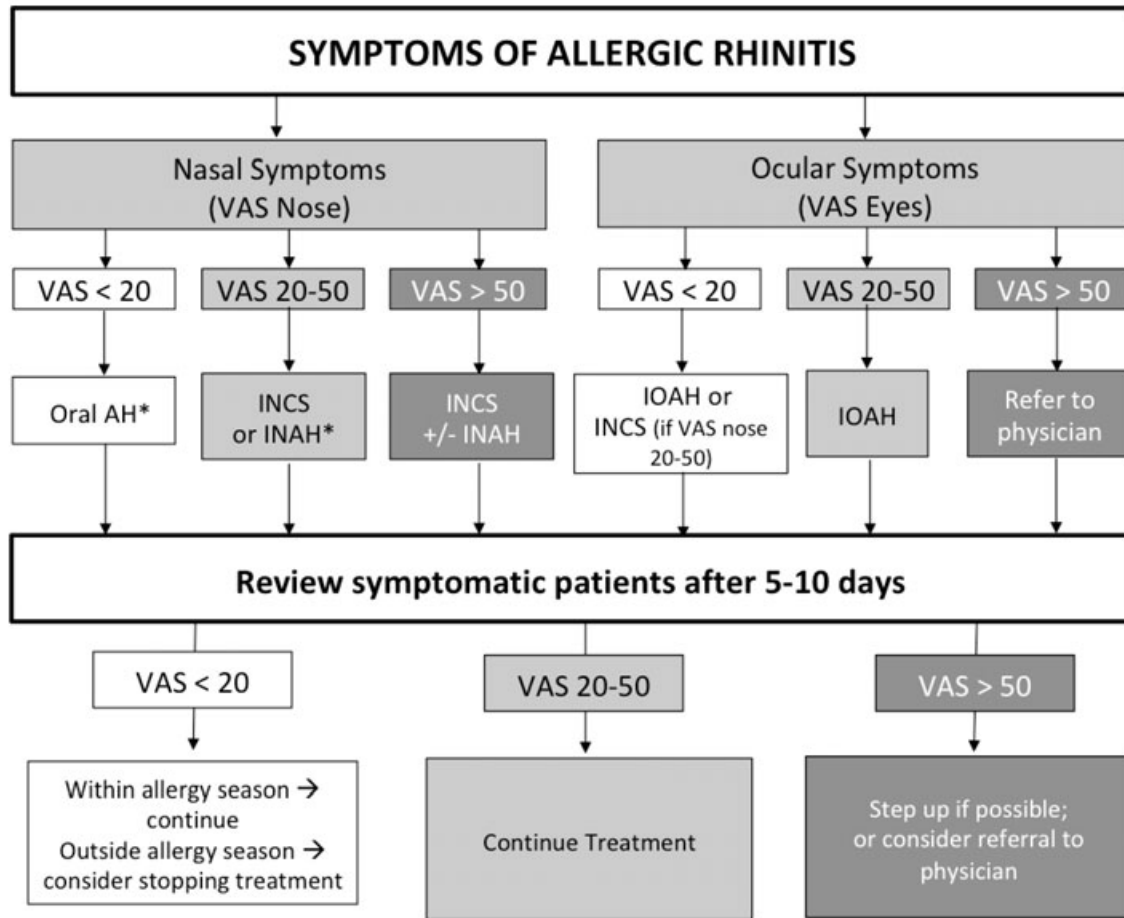 SYMPTOMS OF ALLERGIC RHINITIS
Nasal Symptoms
(VAS Nose)
Ocular Symptoms
(VAS Eyes)
VAS < 20
VAS 20-50
VAS > 50
VAS < 20
VAS 20-50
VAS > 50
Oral AH*
INCS
or INAH*
INCS
+/- INAH
IOAH or
INCS (if VAS nose
20-50)
IOAH
Refer to
physician
Review symptomatic patients after 5-10 days
VAS < 20
VAS 20-50
VAS > 50
Within allergy season →
continue
Outside allergy season →
consider stopping treatment
Continue Treatment
Step up if possible;
or consider referral to
physician